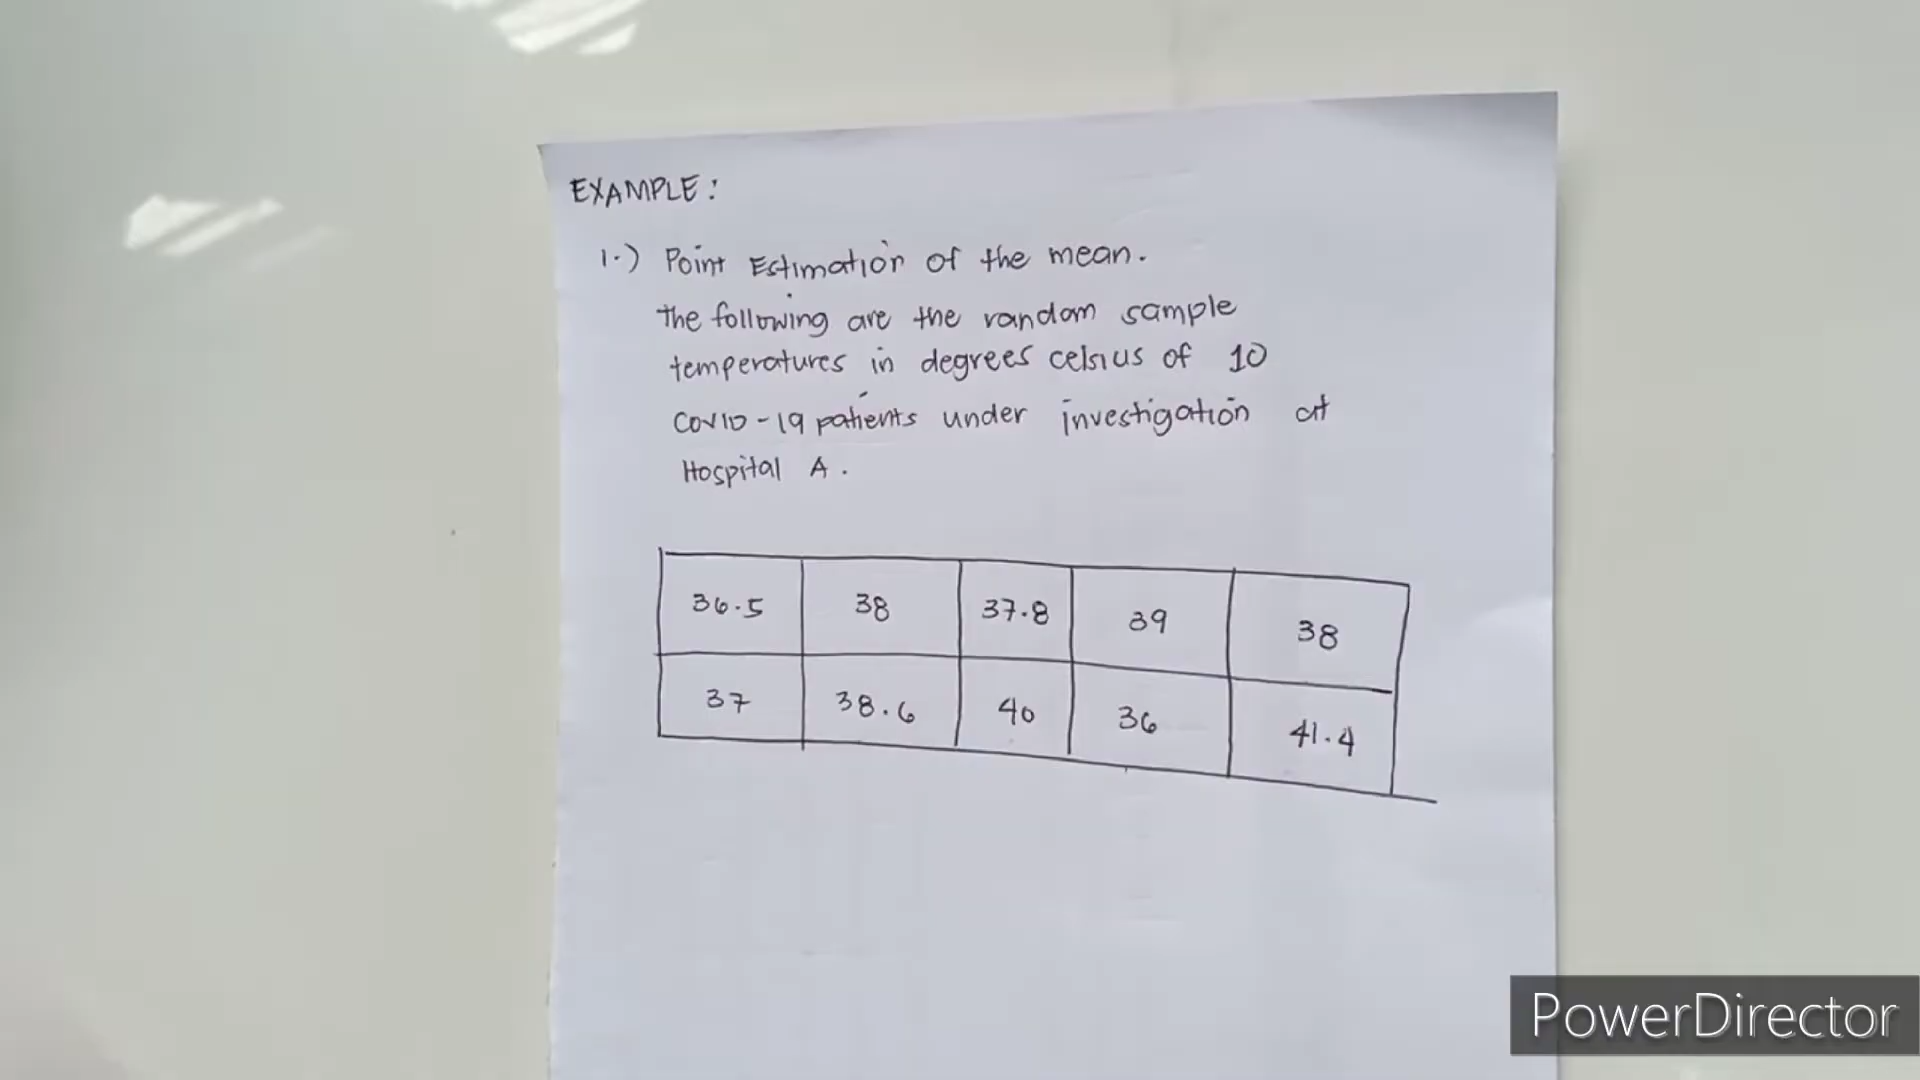 EXAMPLE:
1.) Point Estimation of the mean.
The following are the random sample
temperatures in degrees celsius of 10
COVID-19 patients under investigation at
Hospital A.
36.5 38 37.8 39 38
37 38.6 40 36 41.4
PowerDirector